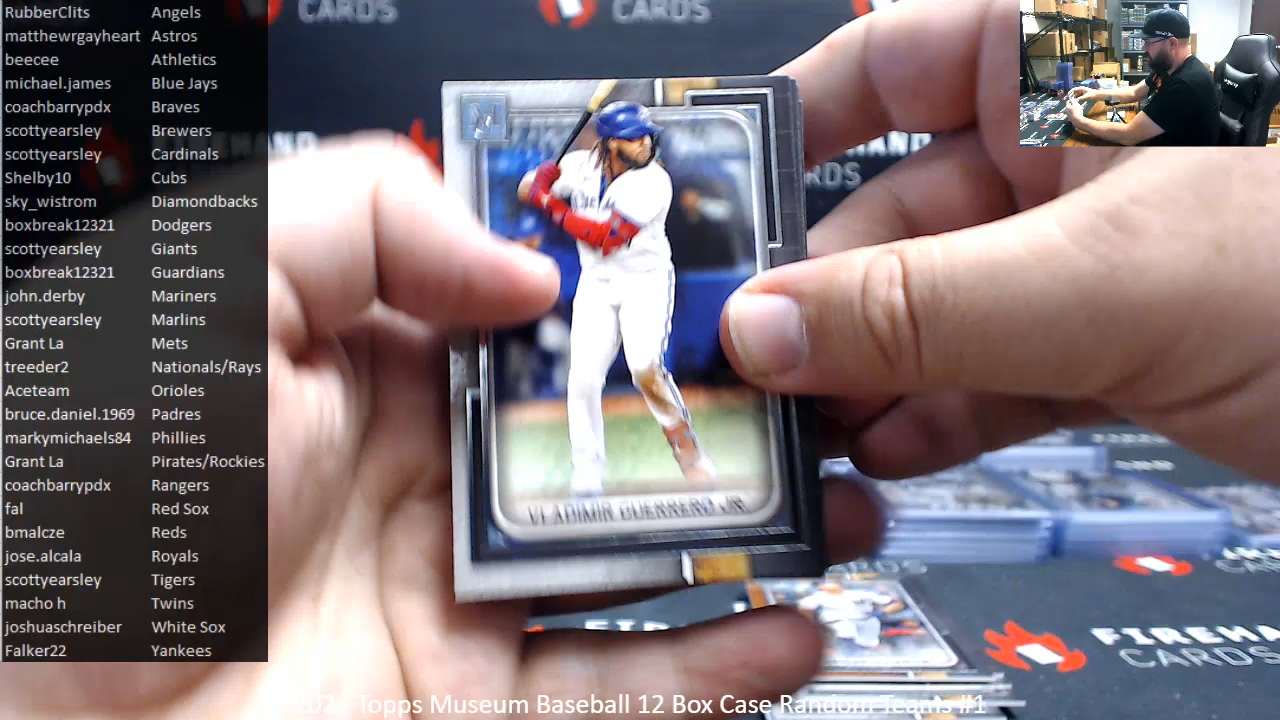 RubberClits Angels
matthewrgayheart Astros
beecee Athletics
michael.james Blue Jays
coachbarrypdx Braves
scottyearsley Brewers
scottyearsley Cardinals
Shelby10 Cubs
sky_wistrom Diamondbacks
boxbreak12321 Dodgers
scottyearsley Giants
boxbreak12321 Guardians
john.derby Mariners
scottyearsley Marlins
Grant La Mets
treeder2 Nationals/Rays
Aceteam Orioles
bruce.daniel.1969 Padres
markymichaels84 Phillies
Grant La Pirates/Rockies
coachbarrypdx Rangers
fal Red Sox
bmalcze Reds
jose.alcala Royals
scottyearsley Tigers
macho h Twins
joshuaschreiber White Sox
Falker22 Yankees
CARDS
CARDS
M
VLADIMIR GUERRERO JR.
FIREHA
CARDS
Topps Museum Baseball 12 Box Case Random Teams #1